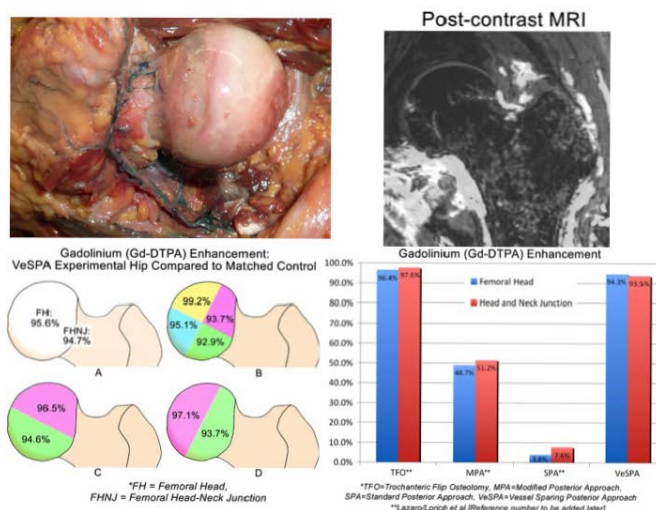 Post-contrast MRI
Gadolinium (Gd-DTPA) Enhancement:
VeSPA Experimental Hip Compared to Matched Control
FH:
95.6%
FHNJ:
94.7%
A
99.2%
93.7%
95.1%
92.9%
B
96.5%
94.6%
C
97.1%
93.7%
D
*FH = Femoral Head,
FHNJ = Femoral Head-Neck Junction
Gadolinium (Gd-DTPA) Enhancement
100.0%
90.0%
80.0%
70.0%
60.0%
50.0%
40.0%
30.0%
20.0%
10.0%
0.0%
Femoral Head
Head and Neck Junction
96.4%
97.6%
48.7%
51.2%
7.6%
94.3%
93.5%
TFO**
MPA**
SPA**
VeSPA
*TFO=Trochanteric Flip Osteotomy, MPA=Modified Posterior Approach,
SPA=Standard Posterior Approach, VeSPA=Vessel Sparing Posterior Approach
**Lazaro/Lorich et al [Reference number to be added later]